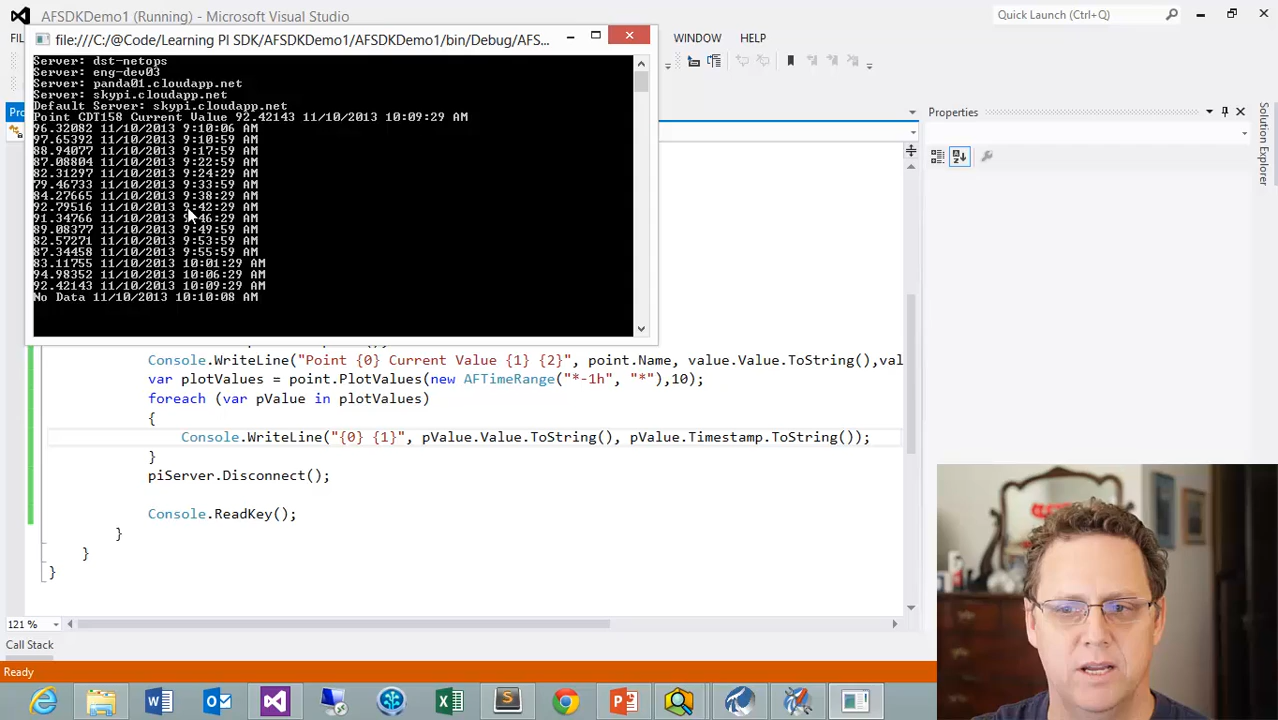 AFSDKDemo1 (Running) - Microsoft Visual Studio
Quick Launch (Ctrl+Q)
file:///C:/@Code/Learning PI SDK/AFSDKDemo1/AFSDKDemo1/bin/Debug/AFS...
WINDOW
HELP
Server: dst-netops
Server: eng-dev03
Server: panda01.cloudapp.net
Server: skypi.cloudapp.net
Default Server: skypi.cloudapp.net
Point CDT158 Current Value 92.42143 11/10/2013 10:09:29 AM
96.32082 11/10/2013 9:10:06 AM
97.65392 11/10/2013 9:10:59 AM
88.94077 11/10/2013 9:17:59 AM
87.08804 11/10/2013 9:22:59 AM
82.31297 11/10/2013 9:24:29 AM
79.46733 11/10/2013 9:33:59 AM
84.27665 11/10/2013 9:38:29 AM
92.79516 11/10/2013 9:42:29 AM
91.34766 11/10/2013 9:46:29 AM
89.08377 11/10/2013 9:49:59 AM
82.57271 11/10/2013 9:53:59 AM
87.34458 11/10/2013 9:55:59 AM
83.11755 11/10/2013 10:01:29 AM
94.98352 11/10/2013 10:06:29 AM
92.42143 11/10/2013 10:09:29 AM
No Data 11/10/2013 10:10:08 AM
Properties
Solution Explorer
Console.WriteLine("Point {0} Current Value {1} {2}", point.Name, value.Value.ToString(),val
var plotValues = point.PlotValues(new AFTimeRange("*-1h", "*"),10);
foreach (var pValue in plotValues)
{
Console.WriteLine("{0} {1}", pValue.Value.ToString(), pValue.Timestamp.ToString());
}
piServer.Disconnect();
Console.ReadKey();
}
}
}
121 %
Call Stack
Ready